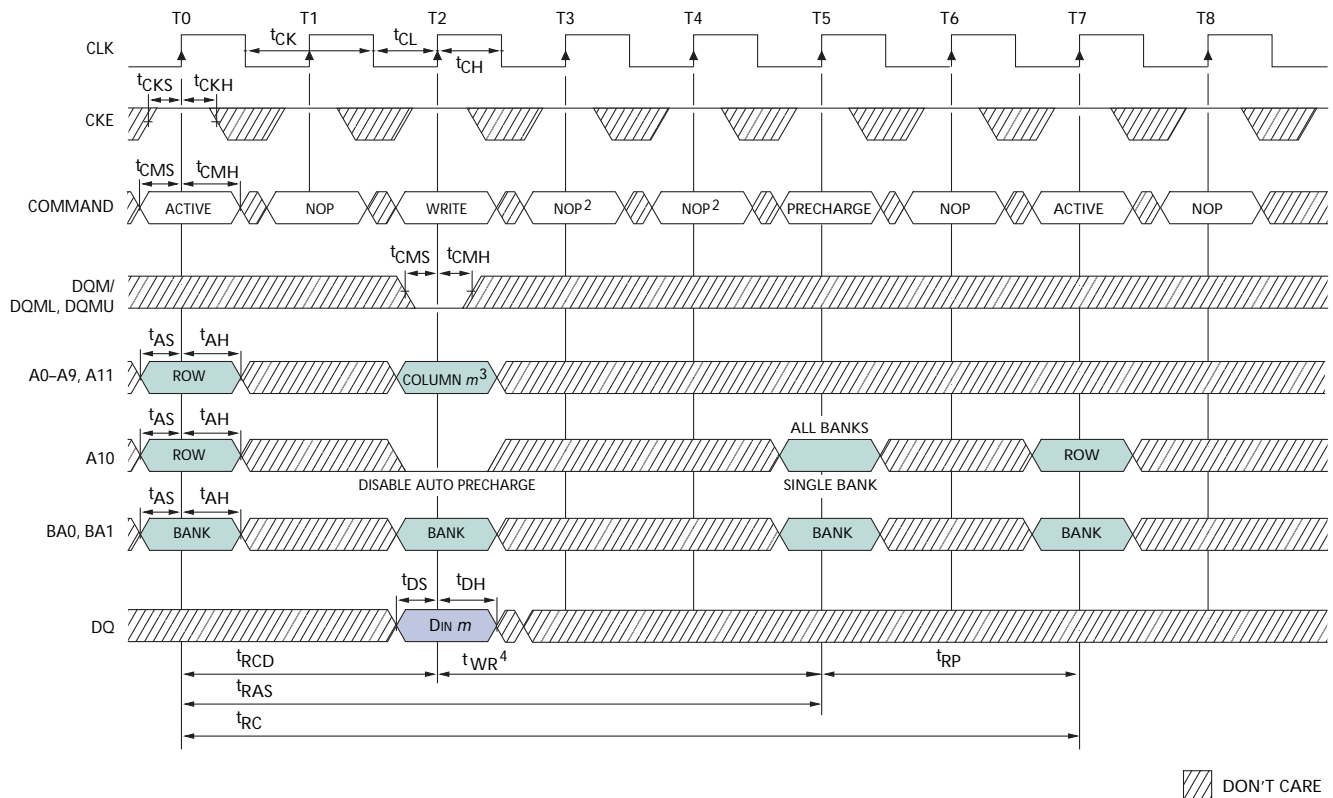 T0 T1 T2 T3 T4 T5 T6 T7 T8
CLK
tCK tCL
tCH
tCKS tCKH
CKE
tCMS tCMH
COMMAND ACTIVE NOP WRITE NOP2 NOP2 PRECHARGE NOP ACTIVE NOP
tCMS tCMH
DQM/
DQML, DQMU
tAS tAH
A0–A9, A11 ROW COLUMN m3
tAS tAH ALL BANKS
A10 ROW ROW
DISABLE AUTO PRECHARGE SINGLE BANK
tAS tAH
BA0, BA1 BANK BANK BANK BANK
tDS tDH
DQ DIN m
tRCD tWR4 tRP
tRAS
tRC
DON'T CARE